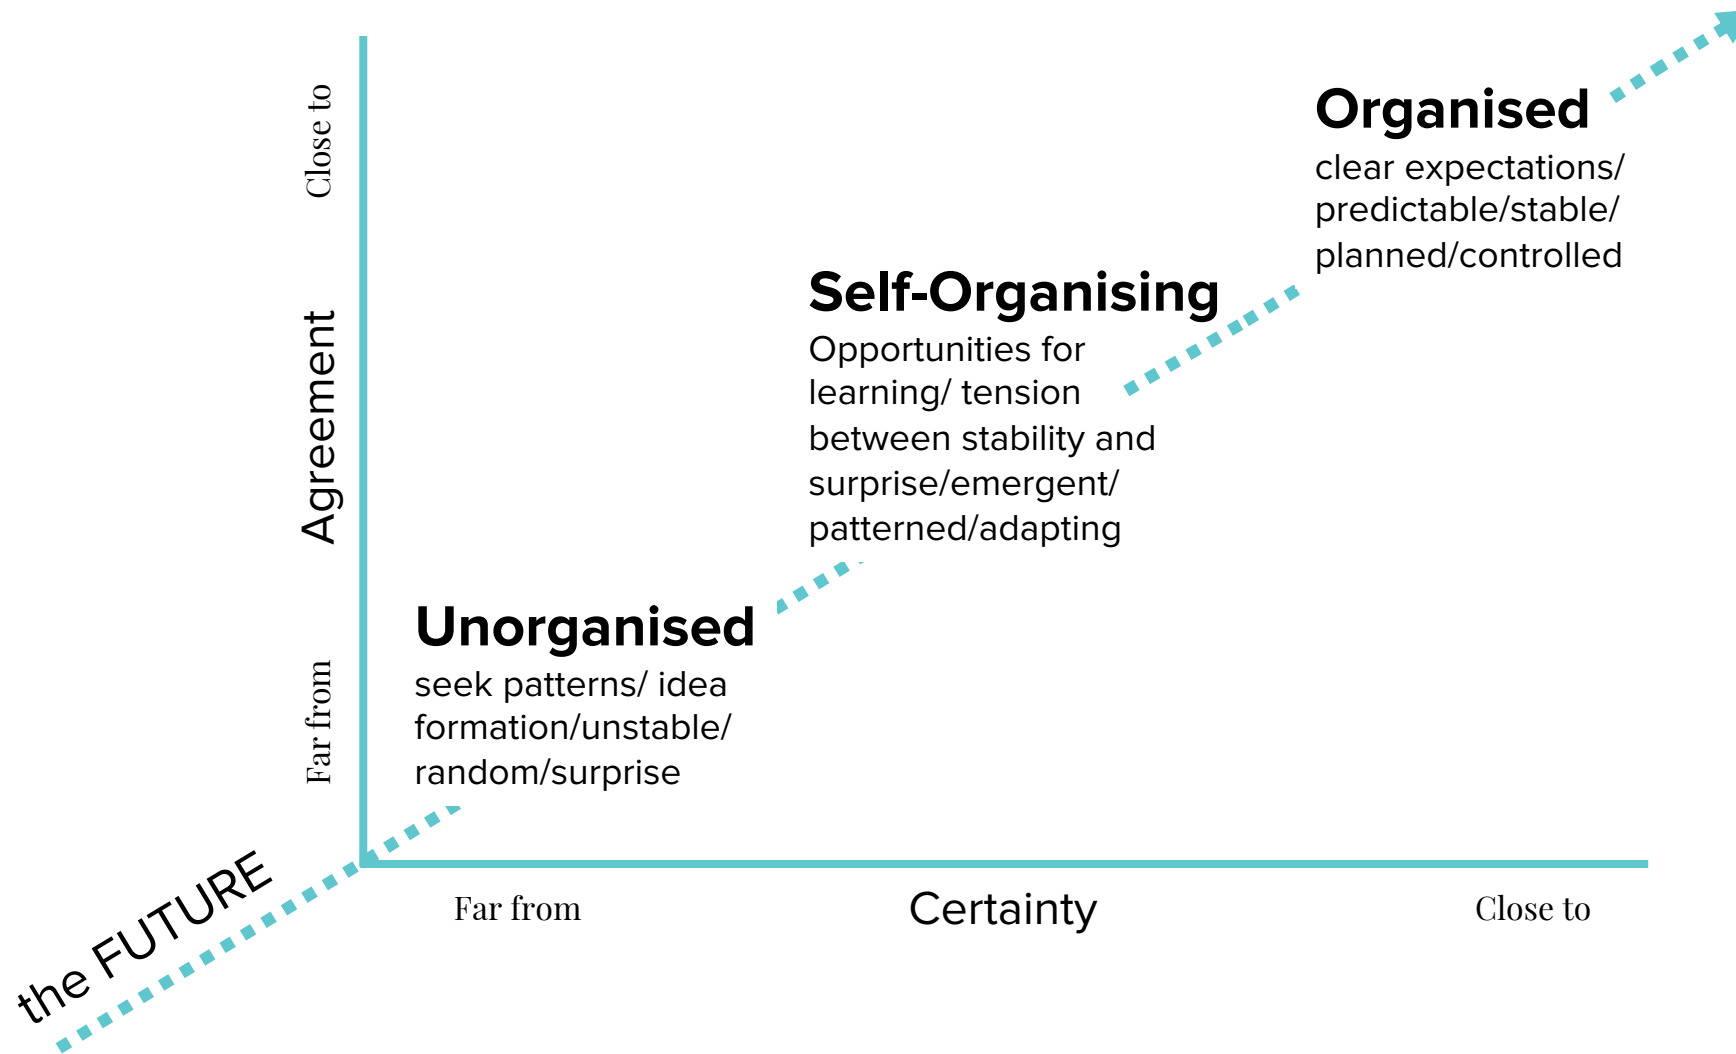 Close to
Agreement
Far from
Organised
clear expectations/
predictable/stable/
planned/controlled
Self-Organising
Opportunities for
learning/ tension
between stability and
surprise/emergent/
patterned/adapting
Unorganised
seek patterns/ idea
formation/unstable/
random/surprise
the FUTURE
Far from
Certainty
Close to